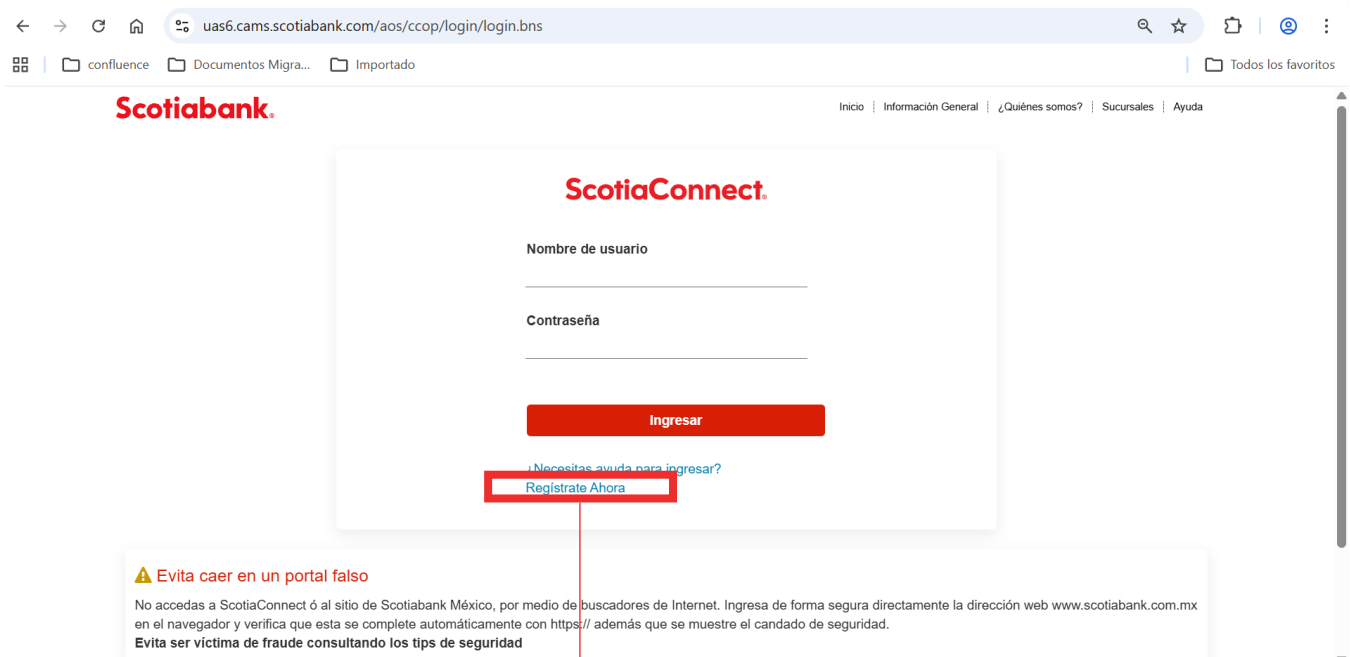 uas6.cams.scotiabank.com/aos/ccop/login/login.bns
confluence Documentos Migra... Importado Todos los favoritos
Scotiabank®
Inicio Información General ¿Quiénes somos? Sucursales Ayuda
ScotiaConnect®
Nombre de usuario
Contraseña
Ingresar
¿Necesitas ayuda para ingresar?
Regístrate Ahora
Evita caer en un portal falso
No accedas a ScotiaConnect ó al sitio de Scotiabank México, por medio de buscadores de Internet. Ingresa de forma segura directamente la dirección web www.scotiabank.com.mx
en el navegador y verifica que esta se complete automáticamente con https:// además que se muestre el candado de seguridad.
Evita ser víctima de fraude consultando los tips de seguridad